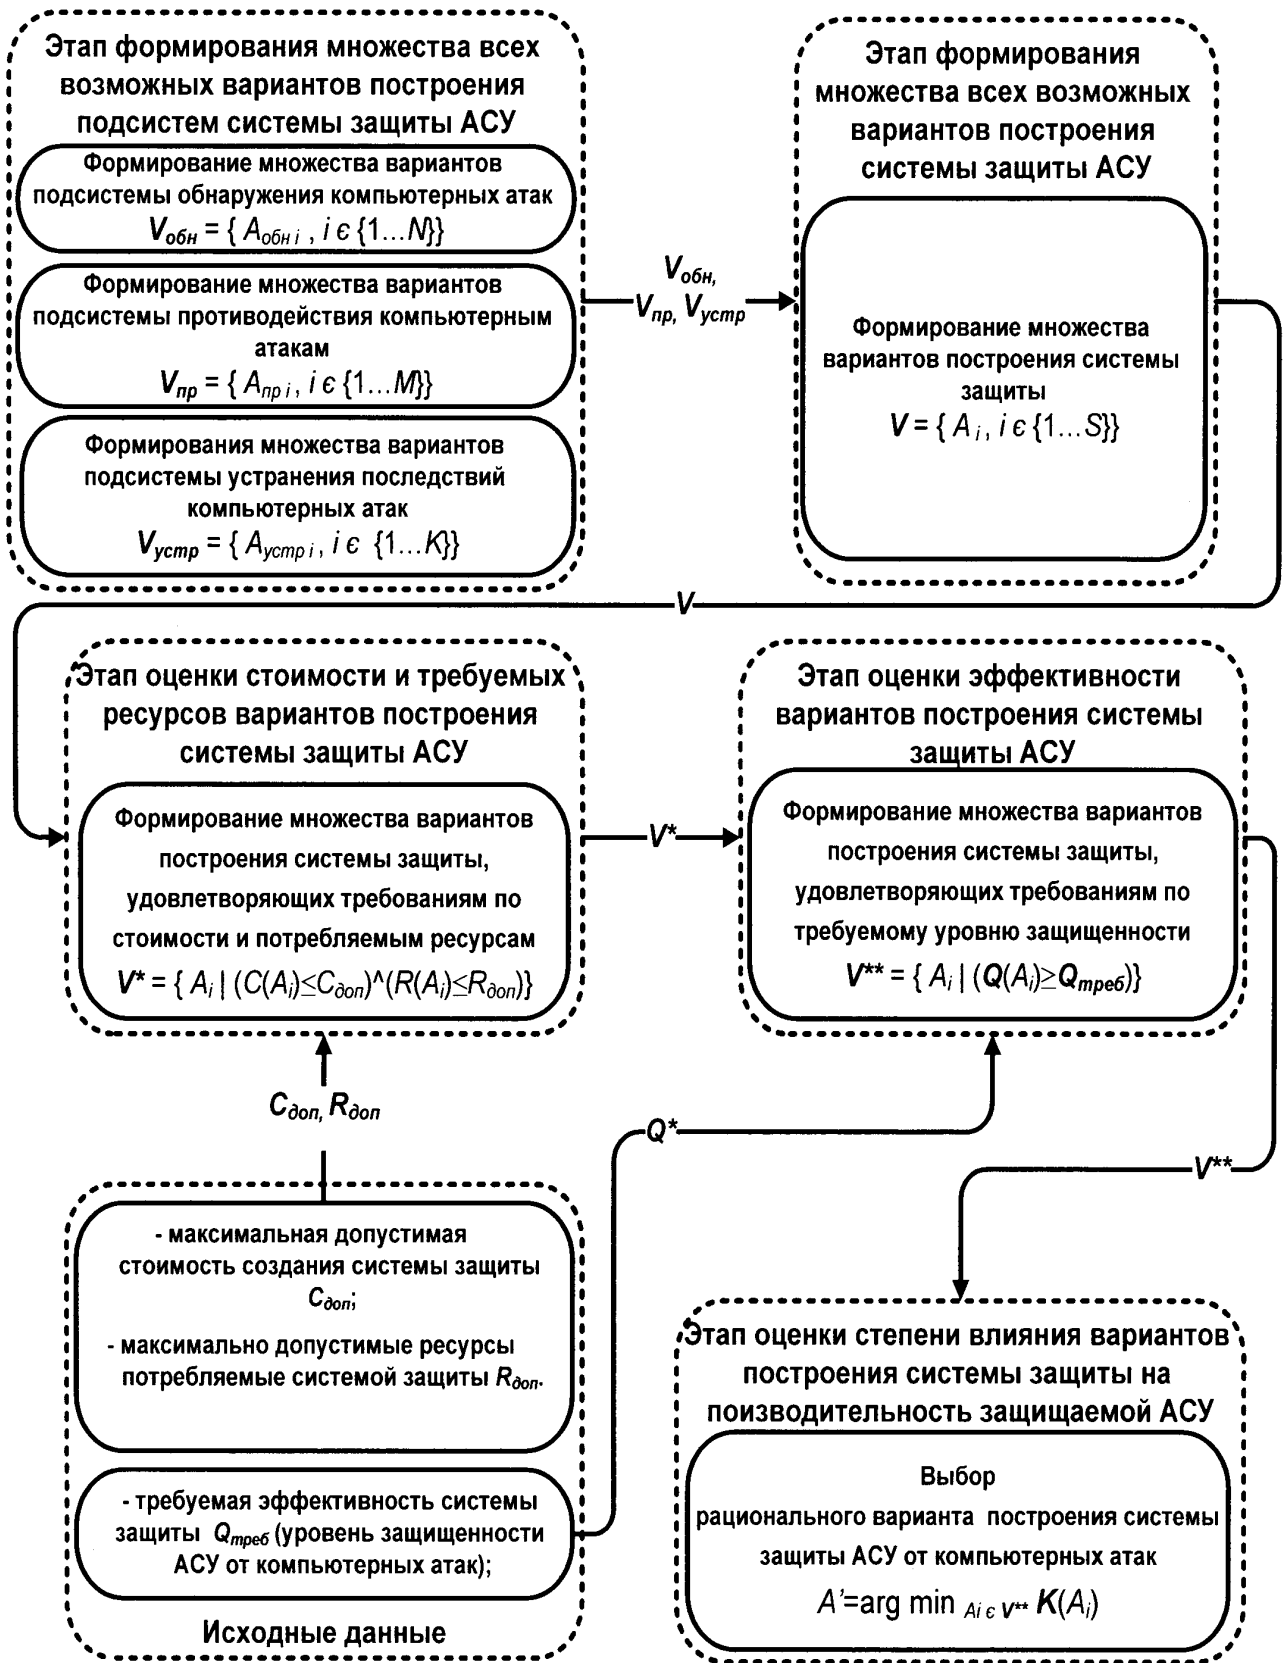 Этап формирования множества всех
возможных вариантов построения
подсистем системы защиты АСУ
Формирование множества вариантов
подсистемы обнаружения компьютерных атак
Vобн = { Aобн i , i є {1...N}}
Формирование множества вариантов
подсистемы противодействия компьютерным
атакам
Vпр = { Aпр i, i є {1...M}}
Формирования множества вариантов
подсистемы устранения последствий
компьютерных атак
Vустр = { Aустр i, i є {1...K}}
Vобн,
Vпр, Vустр
Этап формирования
множества всех возможных
вариантов построения
системы защиты АСУ
Формирование множества
вариантов построения системы
защиты
V = { A i, i є {1...S}}
V
Этап оценки стоимости и требуемых
ресурсов вариантов построения
системы защиты АСУ
Формирование множества вариантов
построения системы защиты,
удовлетворяющих требованиям по
стоимости и потребляемым ресурсам
V* = { Ai | (C(Ai)≤Cдоп)^(R(Ai)≤Rдоп)}
V*
Этап оценки эффективности
вариантов построения системы
защиты АСУ
Формирование множества вариантов
построения системы защиты,
удовлетворяющих требованиям по
требуемому уровню защищенности
V** = { Ai | (Q(Ai)≥Qтреб)}
Cдоп, Rдоп
Q*
V**
- максимальная допустимая
стоимость создания системы защиты
Cдоп;
- максимально допустимые ресурсы
потребляемые системой защиты Rдоп.
- требуемая эффективность системы
защиты Qтреб (уровень защищенности
АСУ от компьютерных атак);
Исходные данные
Этап оценки степени влияния вариантов
построения системы защиты на
поизводительность защищаемой АСУ
Выбор
рационального варианта построения системы
защиты АСУ от компьютерных атак
A’=arg min Ai є V** K(Ai)